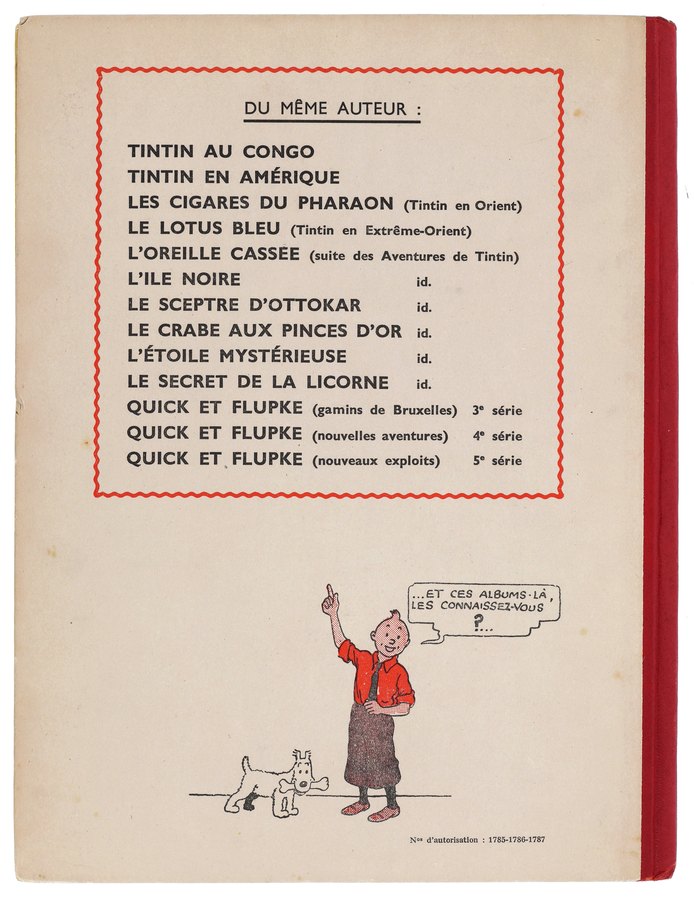 DU MÊME AUTEUR :
TINTIN AU CONGO
TINTIN EN AMÉRIQUE
LES CIGARES DU PHARAON (Tintin en Orient)
LE LOTUS BLEU (Tintin en Extrême-Orient)
L'OREILLE CASSÉE (suite des Aventures de Tintin)
L'ILE NOIRE id.
LE SCEPTRE D'OTTOKAR id.
LE CRABE AUX PINCES D'OR id.
L'ÉTOILE MYSTÉRIEUSE id.
LE SECRET DE LA LICORNE id.
QUICK ET FLUPKE (gamins de Bruxelles) 3e série
QUICK ET FLUPKE (nouvelles aventures) 4e série
QUICK ET FLUPKE (nouveaux exploits) 5e série
...ET CES ALBUMS-LÀ,
LES CONNAISSEZ-VOUS
?...
Nos d'autorisation : 1785-1786-1787